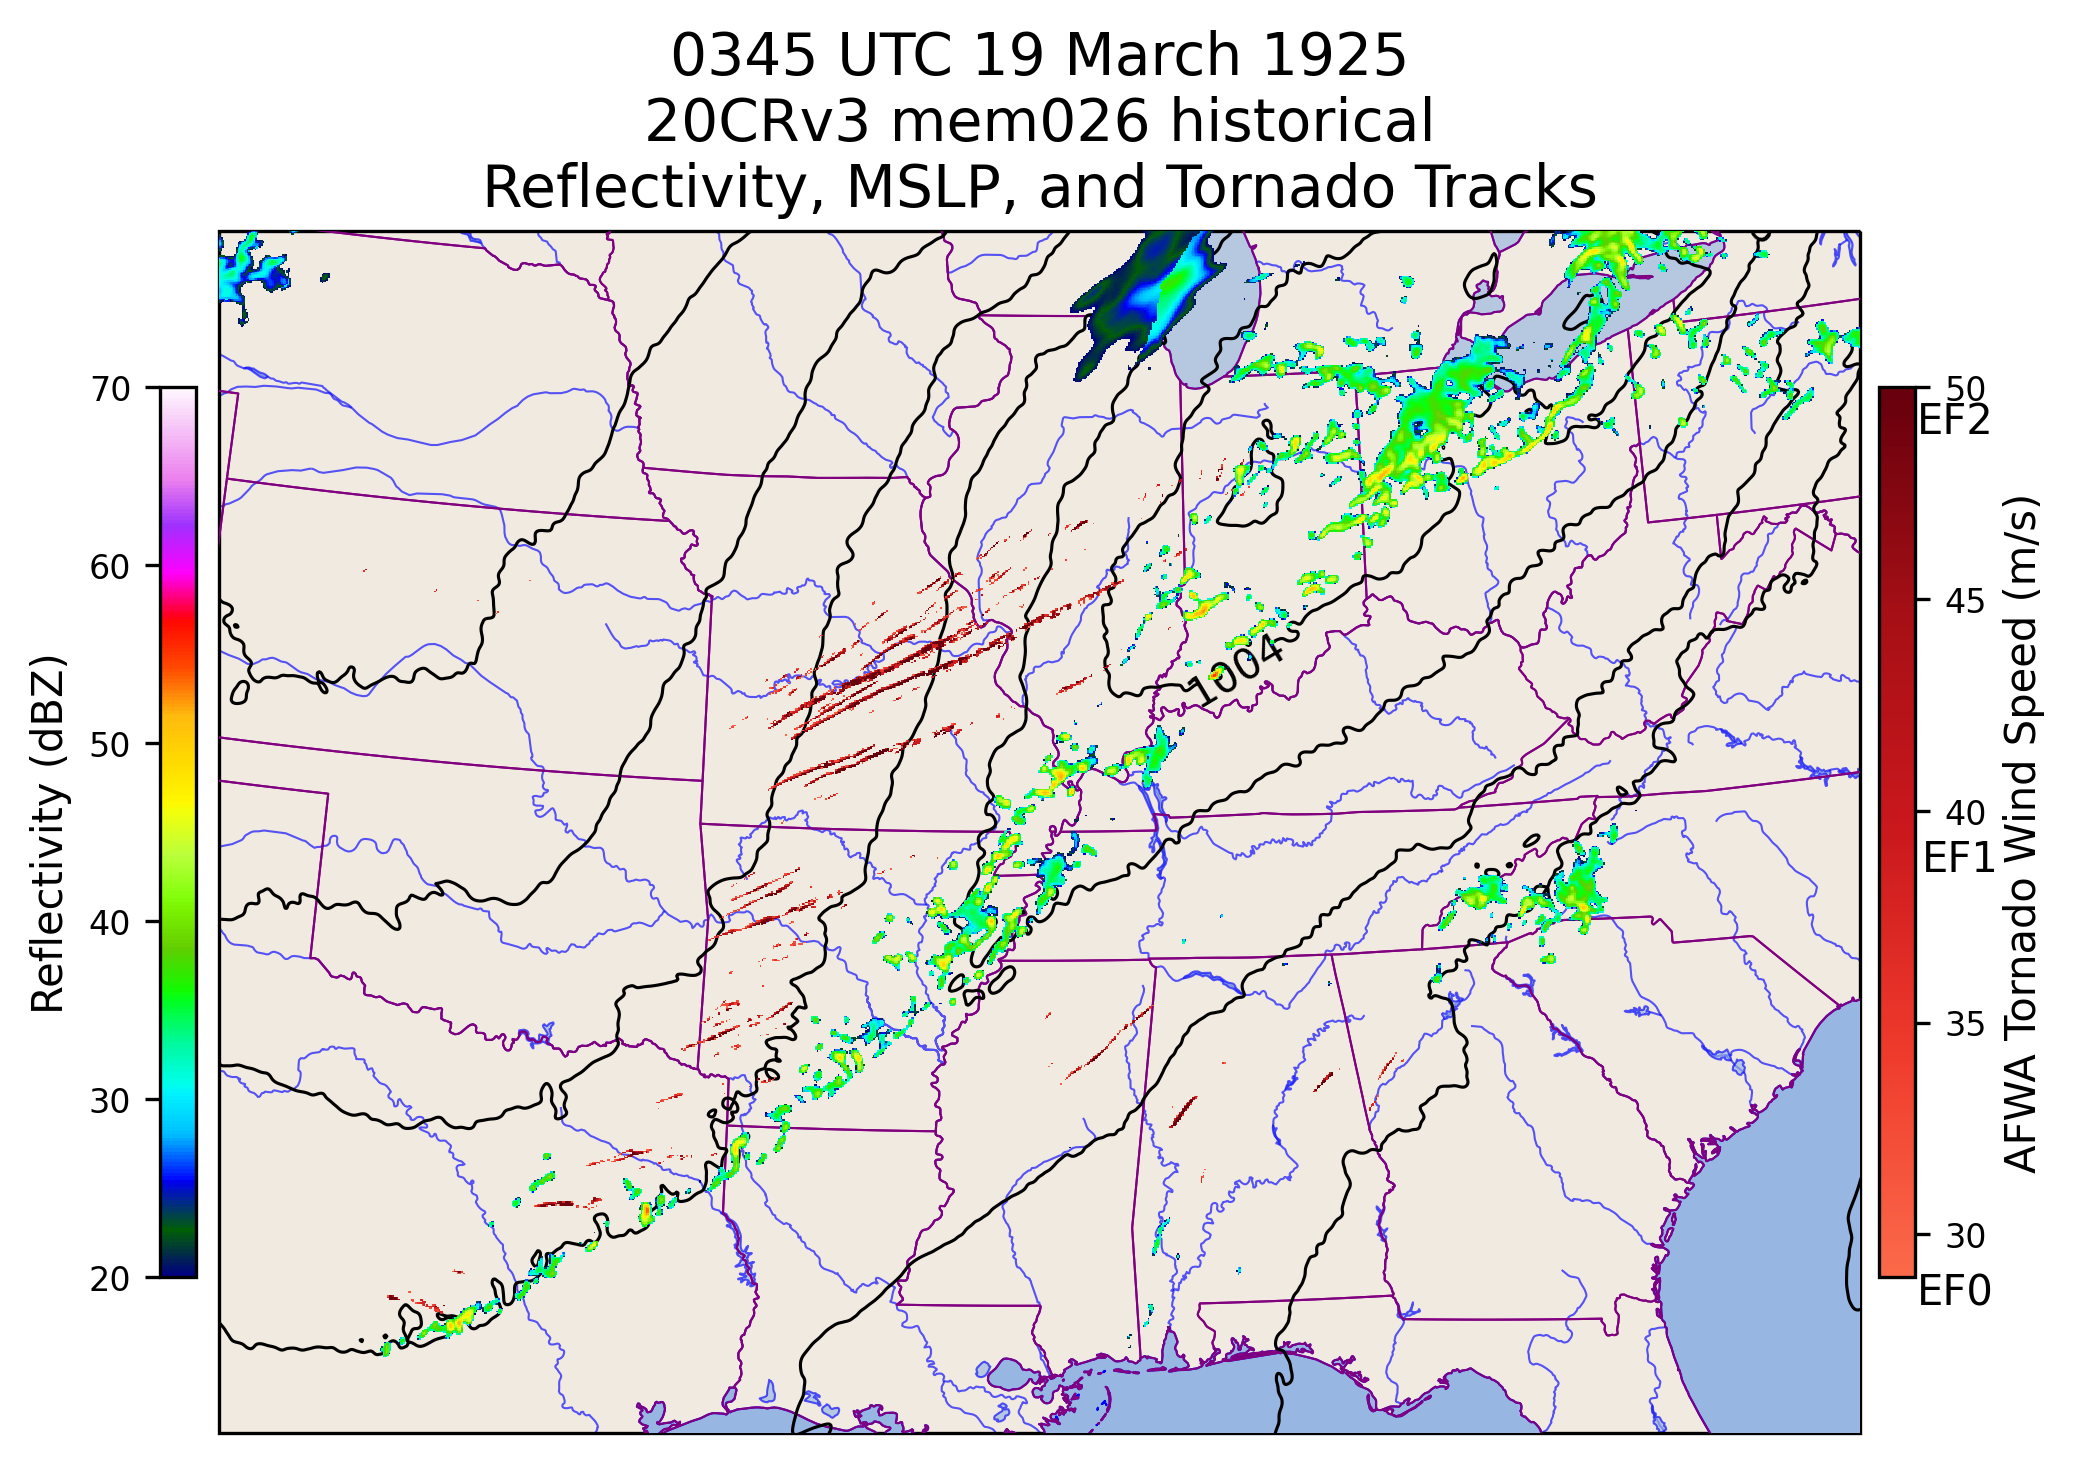 0345 UTC 19 March 1925
20CRv3 mem026 historical
Reflectivity, MSLP, and Tornado Tracks
Reflectivity (dBZ)
70
60
50
40
30
20
1004
50
EF2
45
40
EF1
35
30
EF0
AFWA Tornado Wind Speed (m/s)